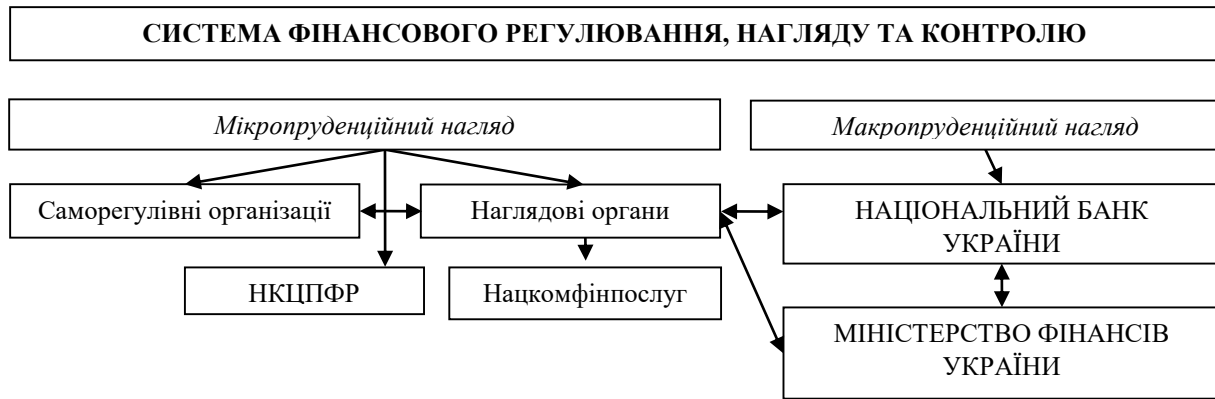 СИСТЕМА ФІНАНСОВОГО РЕГУЛЮВАННЯ, НАГЛЯДУ ТА КОНТРОЛЮ
Мікропруденційний нагляд
Макропруденційний нагляд
Саморегулівні організації
Наглядові органи
НАЦІОНАЛЬНИЙ БАНК
УКРАЇНИ
НКЦПФР
Нацкомфінпослуг
МІНІСТЕРСТВО ФІНАНСІВ
УКРАЇНИ